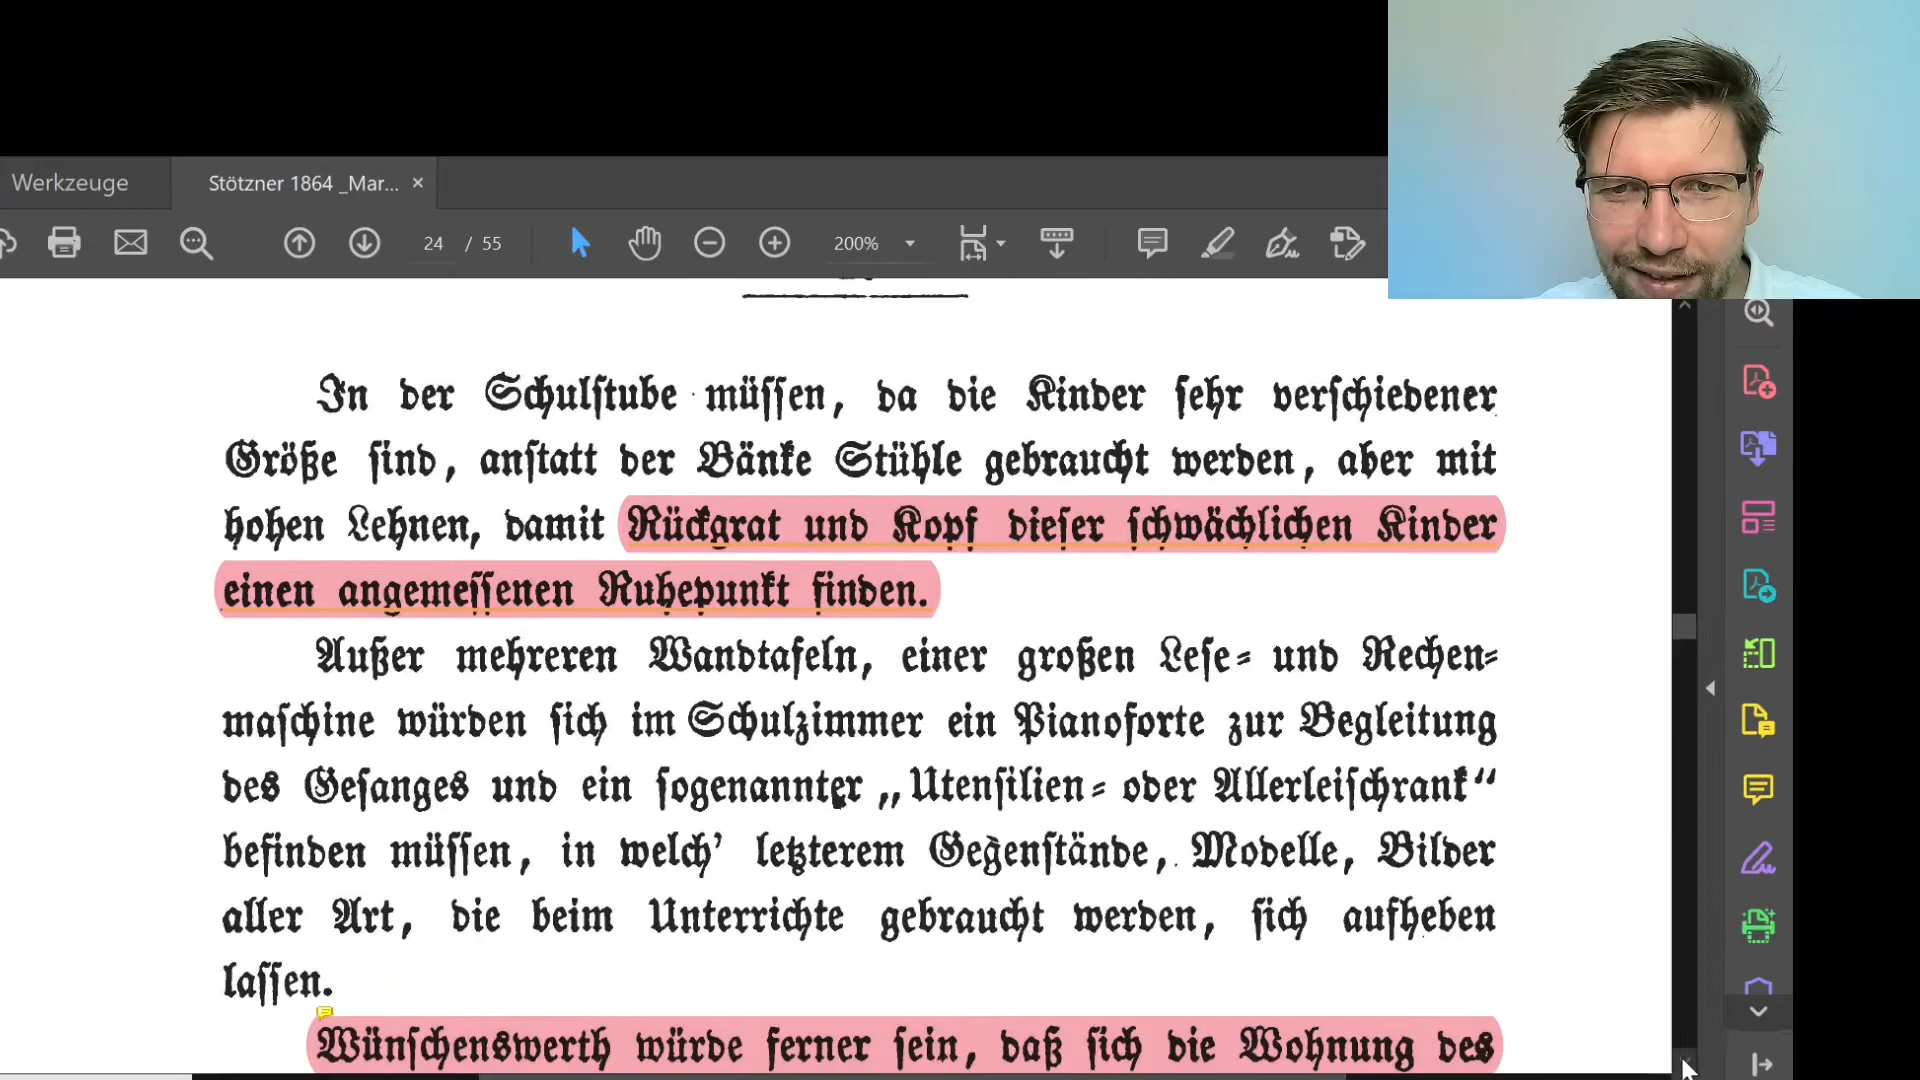 Werkzeuge
Stötzner 1864 _Mar... ×
24 / 55
200%
In der Schulſtube müſſen, da die Kinder ſehr verſchiedener
Größe ſind, anſtatt der Bänke Stühle gebraucht werden, aber mit
hohen Lehnen, damit Rückgrat und Kopf dieſer ſchwächlichen Kinder
einen angemeſſenen Ruhepunkt finden.
Außer mehreren Wandtafeln, einer großen Leſe- und Rechen-
maſchine würden ſich im Schulzimmer ein Pianoforte zur Begleitung
des Geſanges und ein ſogenannter „Utenſilien- oder Allerleiſchrank“
befinden müſſen, in welch’ letzterem Gegenſtände, Modelle, Bilder
aller Art, die beim Unterrichte gebraucht werden, ſich aufheben
laſſen.
Wünſchenswerth würde ferner ſein, daß ſich die Wohnung des